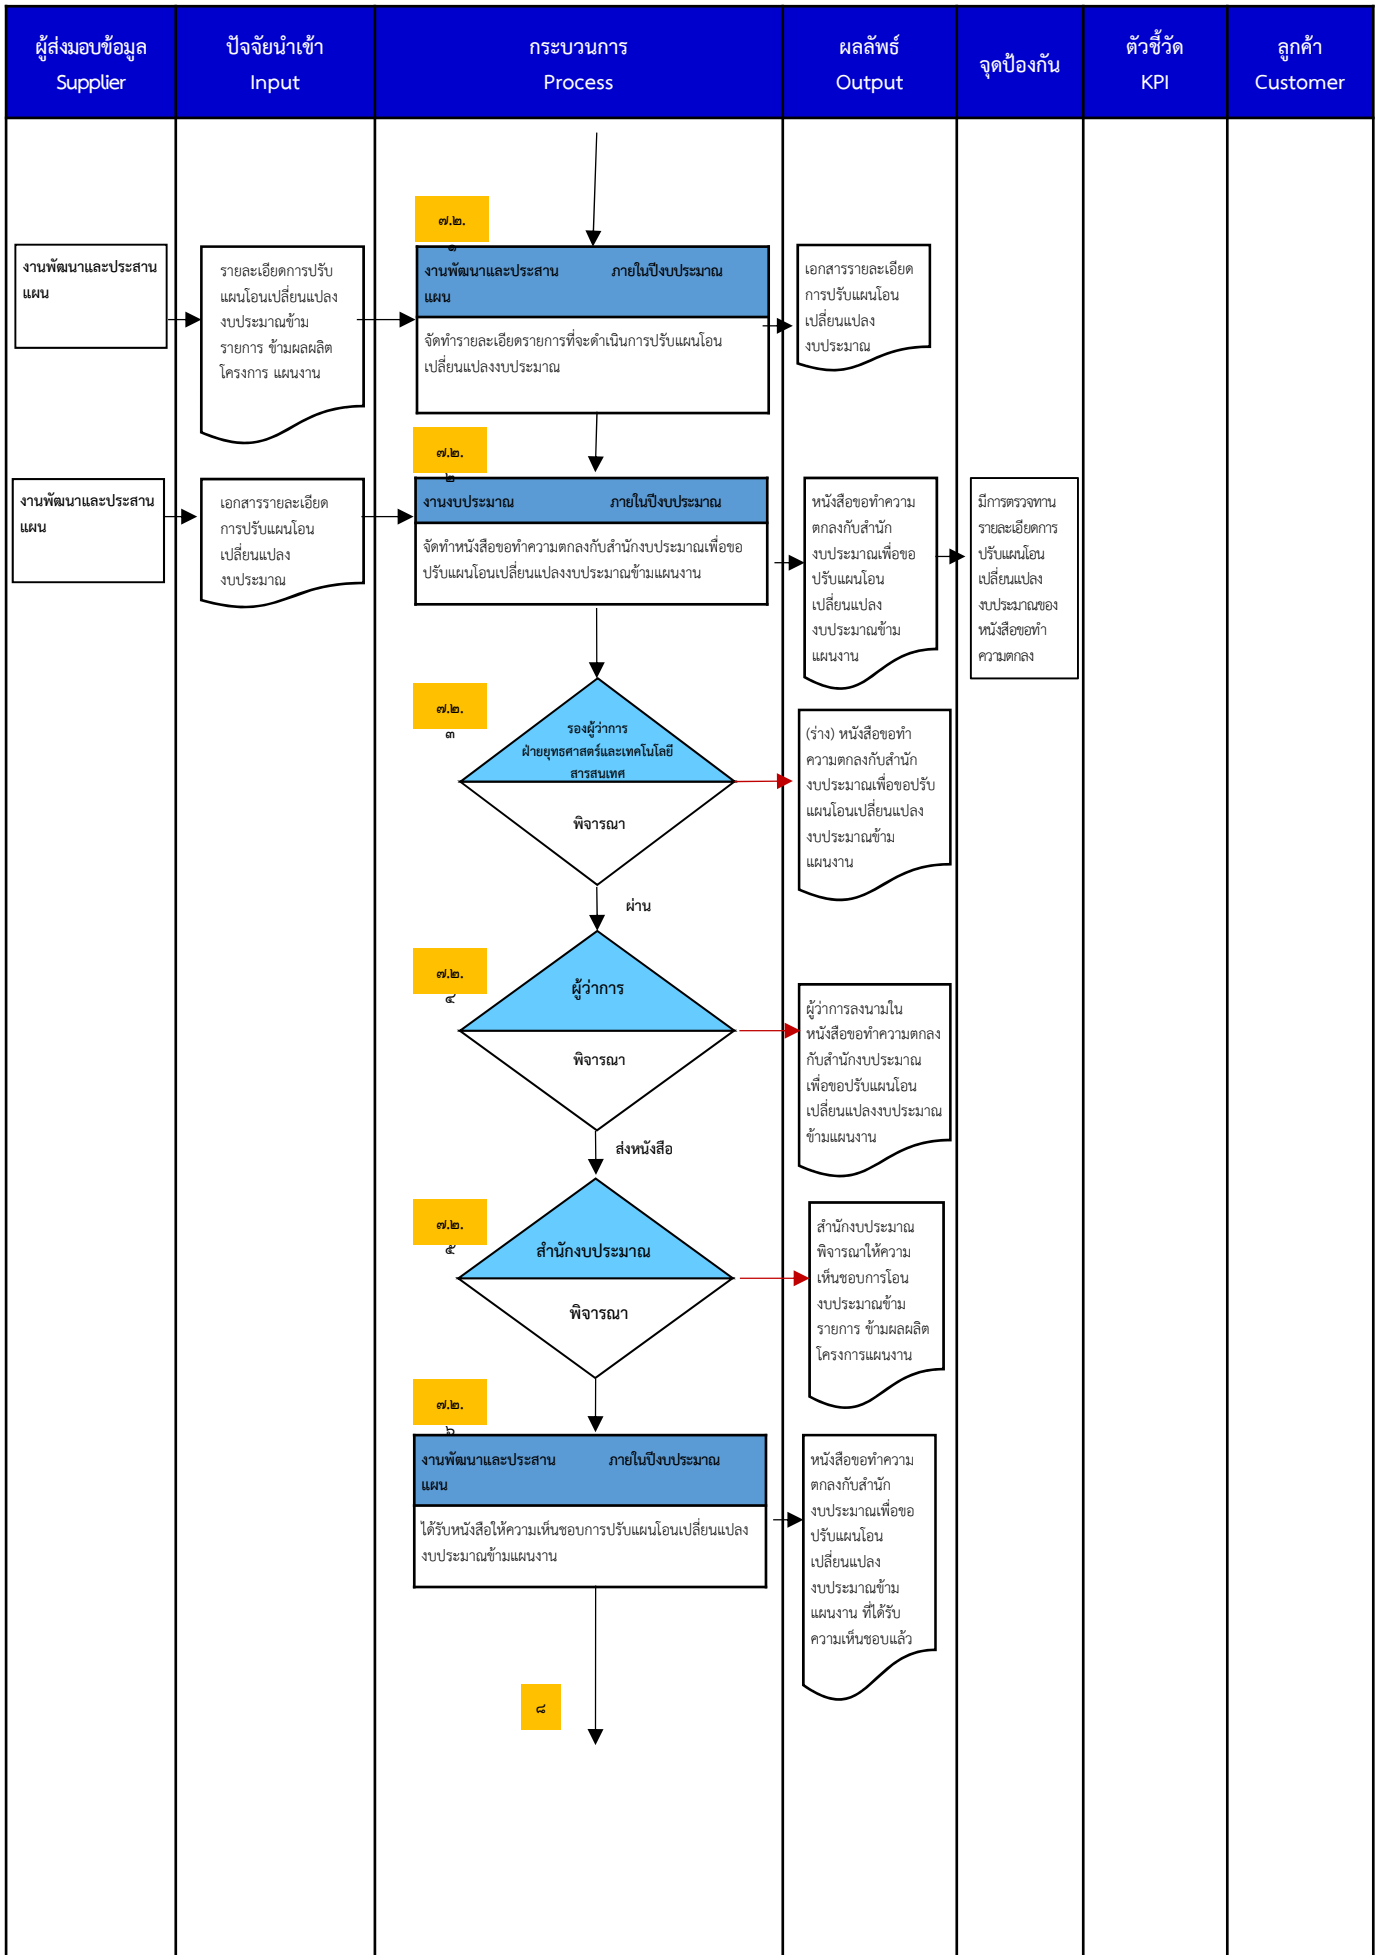 ผู้ส่งมอบข้อมูล
Supplier
ปัจจัยนำเข้า
Input
กระบวนการ
Process
ผลลัพธ์
Output
จุดป้องกัน
ตัวชี้วัด
KPI
ลูกค้า
Customer
๗.๒.
๑
งานพัฒนาและประสาน
แผน
รายละเอียดการปรับ
แผนโอนเปลี่ยนแปลง
งบประมาณข้าม
รายการ ข้ามผลผลิต
โครงการ แผนงาน
งานพัฒนาและประสาน ภายในปีงบประมาณ
แผน
จัดทำรายละเอียดรายการที่จะดำเนินการปรับแผนโอน
เปลี่ยนแปลงงบประมาณ
เอกสารรายละเอียด
การปรับแผนโอน
เปลี่ยนแปลง
งบประมาณ
๗.๒.
๒
งานพัฒนาและประสาน
แผน
เอกสารรายละเอียด
การปรับแผนโอน
เปลี่ยนแปลง
งบประมาณ
งานงบประมาณ ภายในปีงบประมาณ
จัดทำหนังสือขอทำความตกลงกับสำนักงบประมาณเพื่อขอ
ปรับแผนโอนเปลี่ยนแปลงงบประมาณข้ามแผนงาน
หนังสือขอทำความ
ตกลงกับสำนัก
งบประมาณเพื่อขอ
ปรับแผนโอน
เปลี่ยนแปลง
งบประมาณข้าม
แผนงาน
มีการตรวจทาน
รายละเอียดการ
ปรับแผนโอน
เปลี่ยนแปลง
งบประมาณของ
หนังสือขอทำ
ความตกลง
๗.๒.
๓
รองผู้ว่าการ
ฝ่ายยุทธศาสตร์และเทคโนโลยี
สารสนเทศ
พิจารณา
(ร่าง) หนังสือขอทำ
ความตกลงกับสำนัก
งบประมาณเพื่อขอปรับ
แผนโอนเปลี่ยนแปลง
งบประมาณข้าม
แผนงาน
ผ่าน
๗.๒.
๔
ผู้ว่าการ
พิจารณา
ผู้ว่าการลงนามใน
หนังสือขอทำความตกลง
กับสำนักงบประมาณ
เพื่อขอปรับแผนโอน
เปลี่ยนแปลงงบประมาณ
ข้ามแผนงาน
ส่งหนังสือ
๗.๒.
๕
สำนักงบประมาณ
พิจารณา
สำนักงบประมาณ
พิจารณาให้ความ
เห็นชอบการโอน
งบประมาณข้าม
รายการ ข้ามผลผลิต
โครงการแผนงาน
๗.๒.
๖
งานพัฒนาและประสาน ภายในปีงบประมาณ
แผน
ได้รับหนังสือให้ความเห็นชอบการปรับแผนโอนเปลี่ยนแปลง
งบประมาณข้ามแผนงาน
หนังสือขอทำความ
ตกลงกับสำนัก
งบประมาณเพื่อขอ
ปรับแผนโอน
เปลี่ยนแปลง
งบประมาณข้าม
แผนงาน ที่ได้รับ
ความเห็นชอบแล้ว
๘